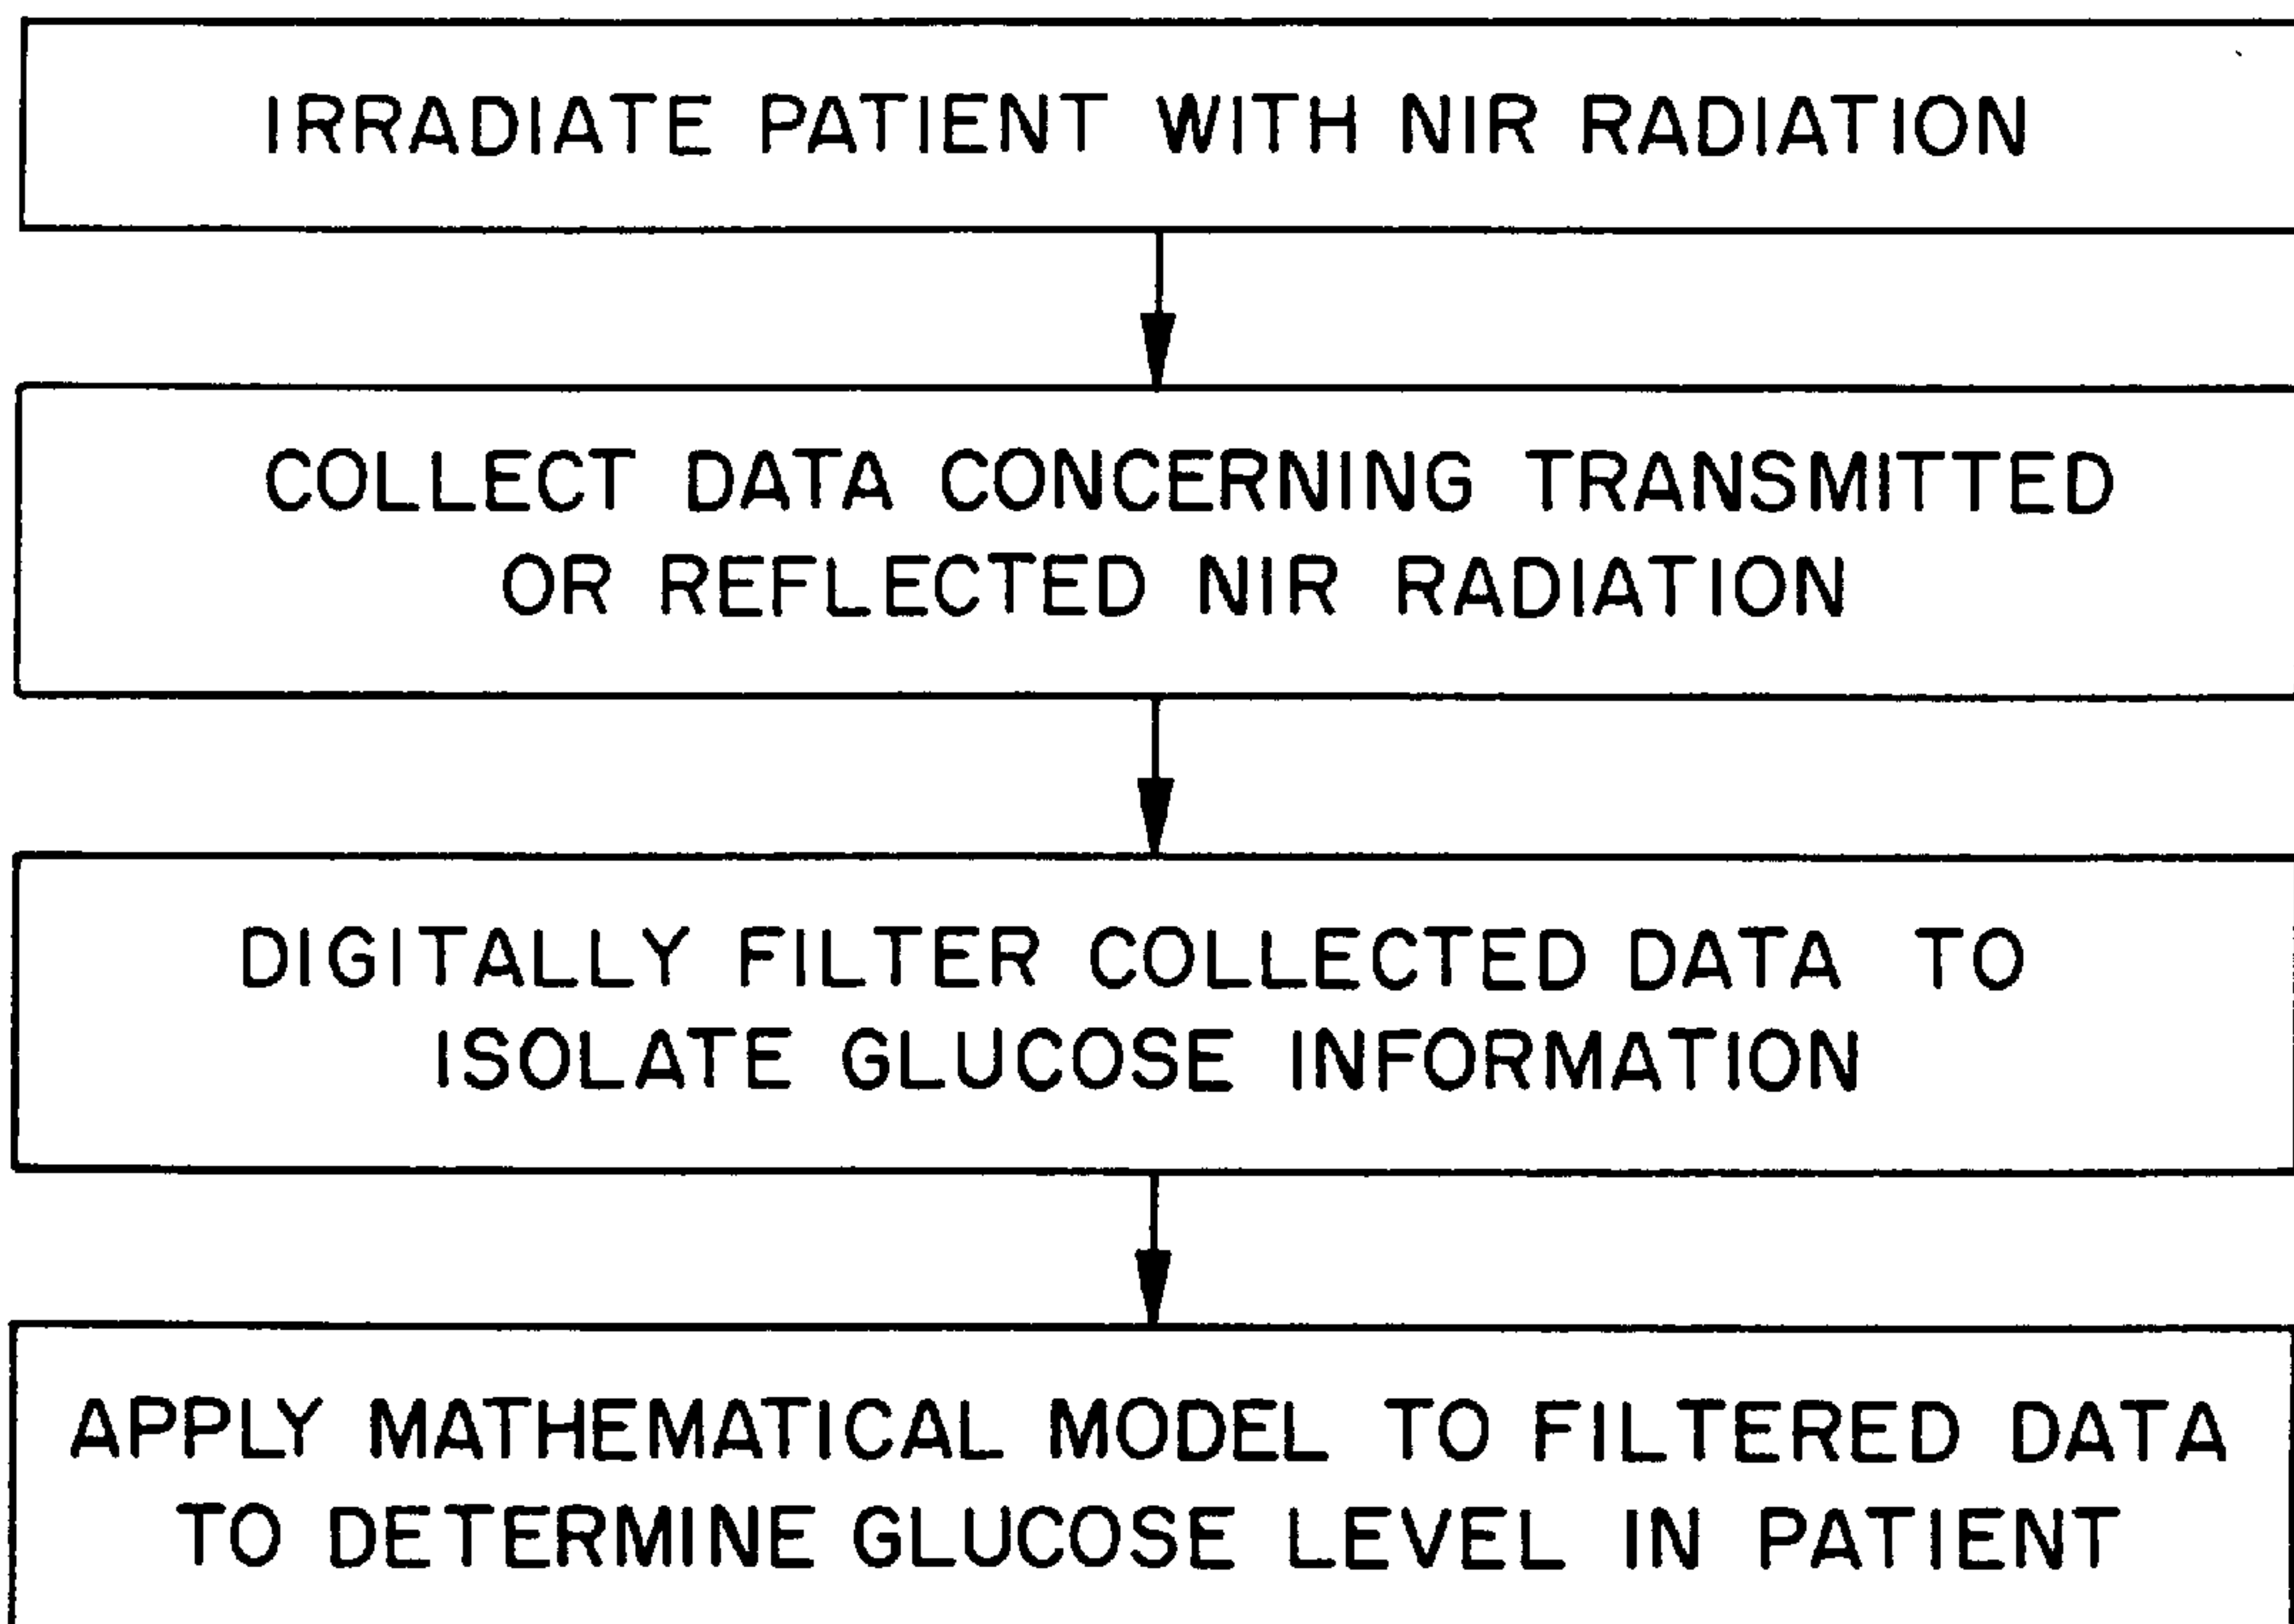 IRRADIATE PATIENT WITH NIR RADIATION
COLLECT DATA CONCERNING TRANSMITTED
OR REFLECTED NIR RADIATION
DIGITALLY FILTER COLLECTED DATA TO
ISOLATE GLUCOSE INFORMATION
APPLY MATHEMATICAL MODEL TO FILTERED DATA
TO DETERMINE GLUCOSE LEVEL IN PATIENT